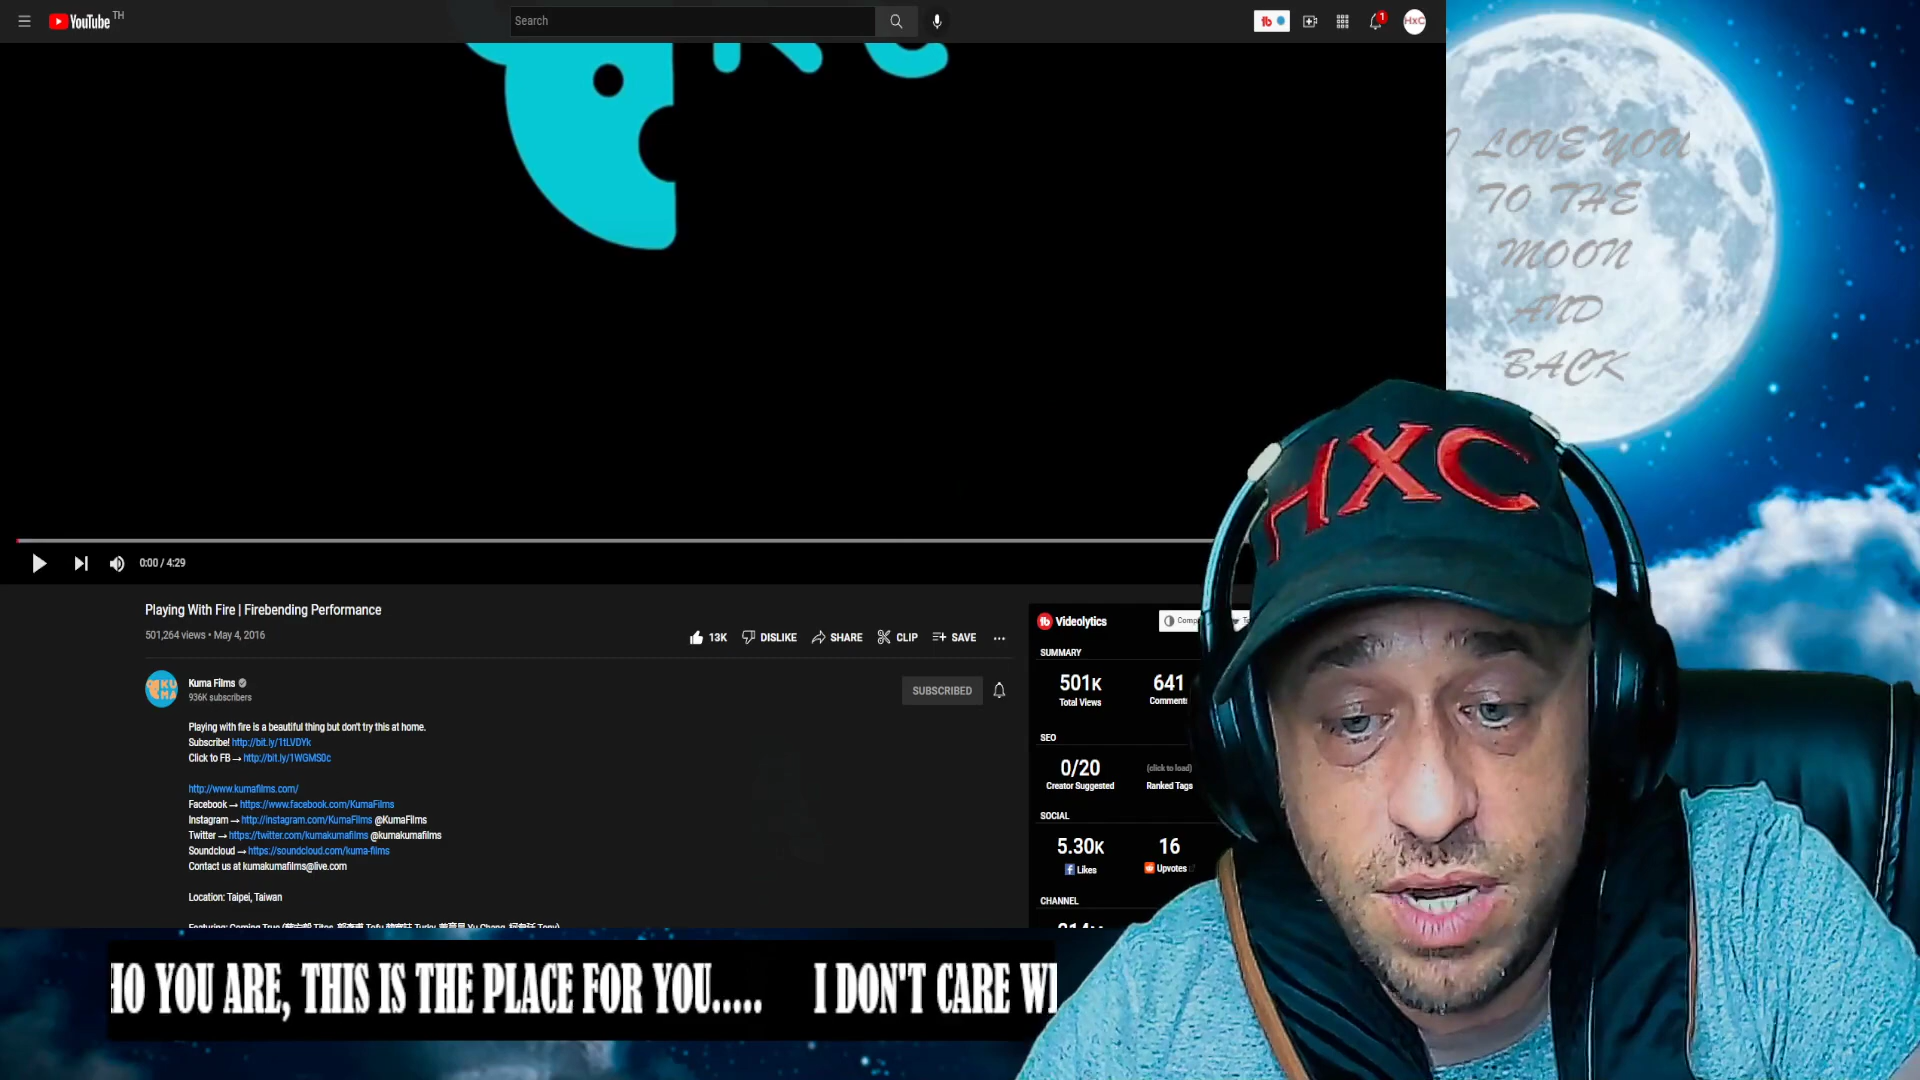 YouTube TH
Search
1
HxC
I LOVE YOU
TO THE
MOON
AND
BACK
HXC
0:00 / 4:29
Playing With Fire | Firebending Performance
501,264 views • May 4, 2016
13K DISLIKE SHARE CLIP SAVE
Kuma Films
936K subscribers
SUBSCRIBED
KU
MA
Playing with fire is a beautiful thing but don't try this at home.
Subscribe! http://bit.ly/1tLVDYk
Click to FB → http://bit.ly/1WGMS0c
http://www.kumafilms.com/
Facebook → https://www.facebook.com/KumaFilms
Instagram → http://instagram.com/KumaFilms @KumaFilms
Twitter → https://twitter.com/kumakumafilms @kumakumafilms
Soundcloud → https://soundcloud.com/kuma-films
Contact us at kumakumafilms@live.com
Location: Taipei, Taiwan
Videolytics
SUMMARY
501K 641
Total Views Comments
SEO
0/20 (click to load)
Creator Suggested Ranked Tags
SOCIAL
5.30K 16
Likes Upvotes
CHANNEL
HO YOU ARE, THIS IS THE PLACE FOR YOU..... I DON'T CARE WH